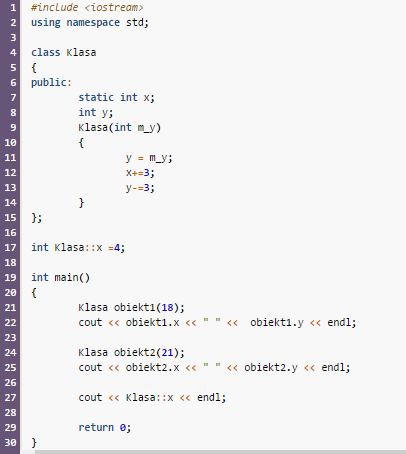 1 #include <iostream>
2 using namespace std;
3
4 class Klasa
5 {
6 public:
7 static int x;
8 int y;
9 Klasa(int m_y)
10 {
11 y = m_y;
12 x+=3;
13 y-=3;
14 }
15 };
16
17 int Klasa::x =4;
18
19 int main()
20 {
21 Klasa obiekt1(18);
22 cout << obiekt1.x << " " << obiekt1.y << endl;
23
24 Klasa obiekt2(21);
25 cout << obiekt2.x << " " << obiekt2.y << endl;
26
27 cout << Klasa::x << endl;
28
29 return 0;
30 }